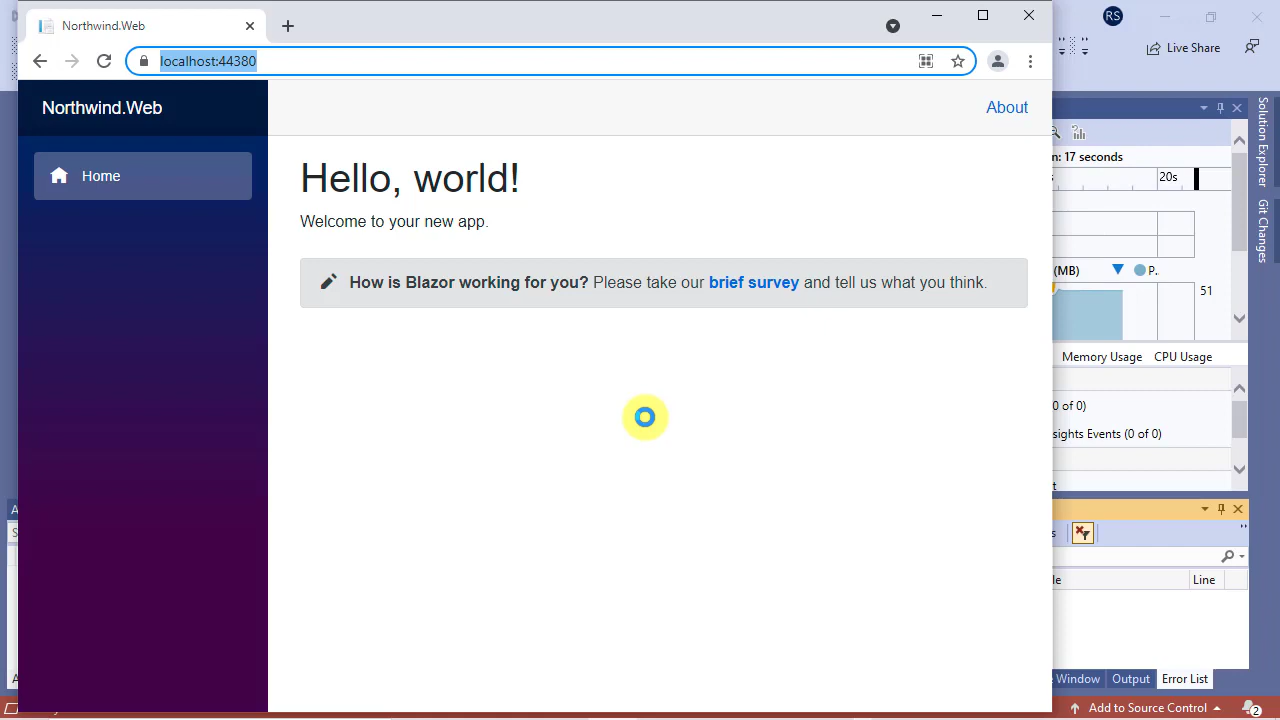 Northwind.Web
RS
localhost:44380
Live Share
Northwind.Web
About
Home
Hello, world!
Welcome to your new app.
How is Blazor working for you? Please take our brief survey and tell us what you think.
Solution Explorer
Git Changes
n: 17 seconds
20s
(MB)
P..
51
Memory Usage
CPU Usage
0 of 0)
sights Events (0 of 0)
Line
Window
Output
Error List
Add to Source Control
2